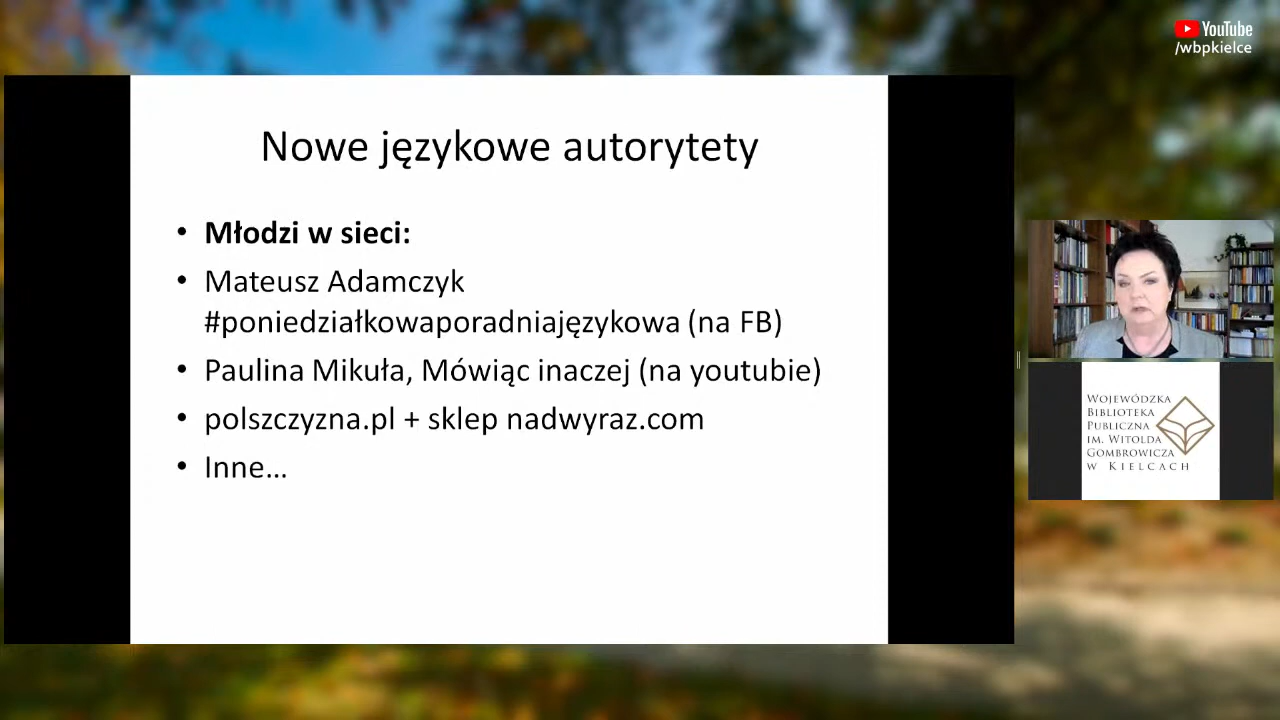 YouTube
/wbpkielce
Nowe językowe autorytety
• Młodzi w sieci:
• Mateusz Adamczyk
#poniedziałkowaporadniajęzykowa (na FB)
• Paulina Mikuła, Mówiąc inaczej (na youtubie)
• polszczyzna.pl + sklep nadwyraz.com
• Inne...
Wojewódzka
Biblioteka
Publiczna
im. Witolda
Gombrowicza
w Kielcach